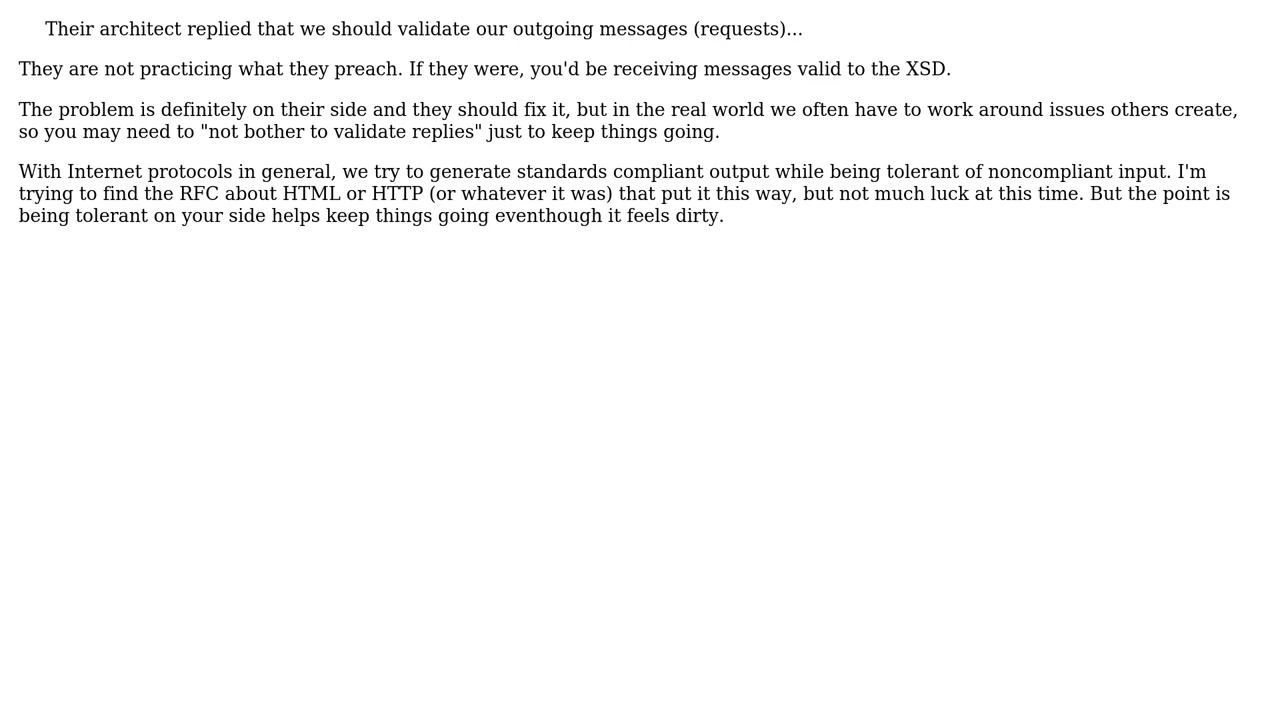 Their architect replied that we should validate our outgoing messages (requests)...
They are not practicing what they preach. If they were, you'd be receiving messages valid to the XSD.
The problem is definitely on their side and they should fix it, but in the real world we often have to work around issues others create,
so you may need to "not bother to validate replies" just to keep things going.
With Internet protocols in general, we try to generate standards compliant output while being tolerant of noncompliant input. I'm
trying to find the RFC about HTML or HTTP (or whatever it was) that put it this way, but not much luck at this time. But the point is
being tolerant on your side helps keep things going eventhough it feels dirty.